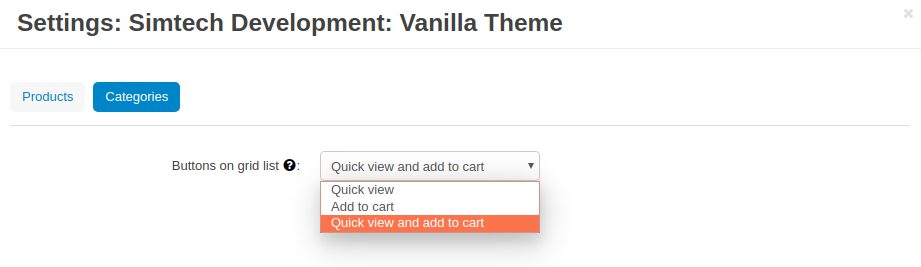 Settings: Simtech Development: Vanilla Theme
Products Categories
Buttons on grid list ?: Quick view and add to cart
Quick view
Add to cart
Quick view and add to cart